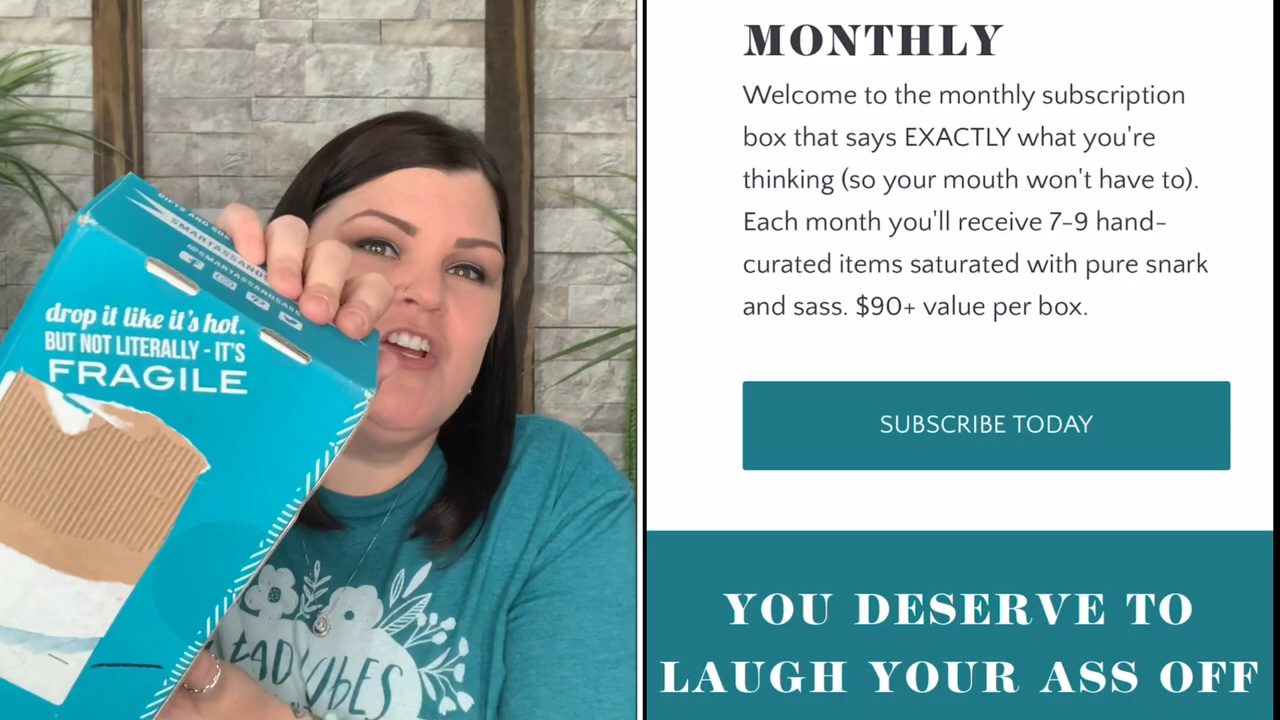 SMARTASSAND
@SMARTASSANDSASS
drop it like it's hot.
BUT NOT LITERALLY - IT'S
FRAGILE
VIBES
MONTHLY
Welcome to the monthly subscription
box that says EXACTLY what you're
thinking (so your mouth won't have to).
Each month you'll receive 7-9 hand-
curated items saturated with pure snark
and sass. $90+ value per box.
SUBSCRIBE TODAY
YOU DESERVE TO
LAUGH YOUR ASS OFF